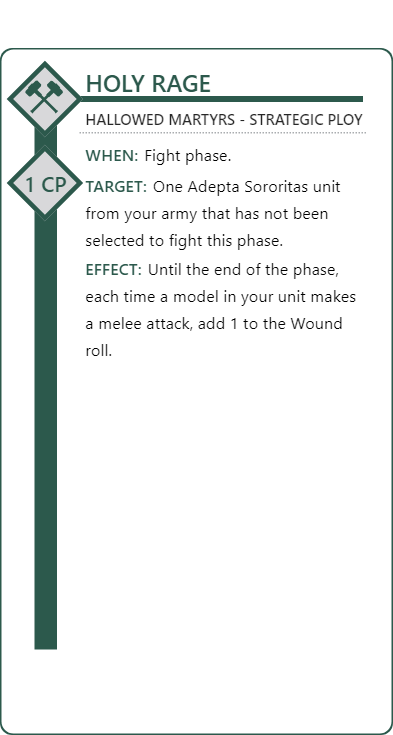 HOLY RAGE
HALLOWED MARTYRS - STRATEGIC PLOY
1 CP
WHEN: Fight phase.
TARGET: One Adepta Sororitas unit
from your army that has not been
selected to fight this phase.
EFFECT: Until the end of the phase,
each time a model in your unit makes
a melee attack, add 1 to the Wound
roll.